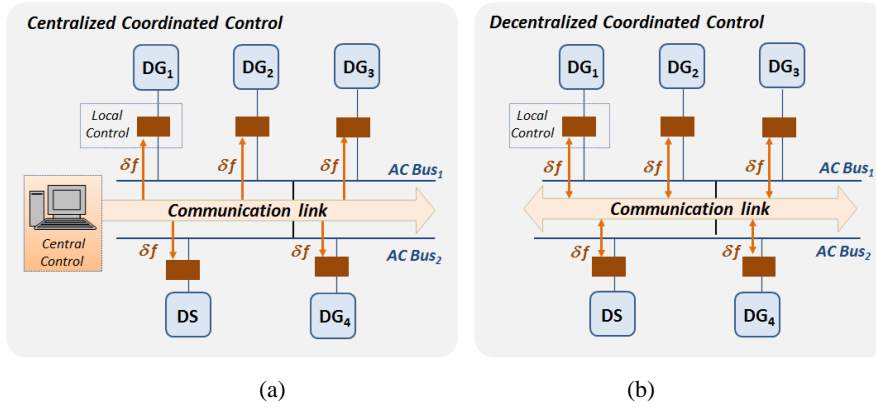 Centralized Coordinated Control
DG1
DG2
DG3
Local
Control
δf
δf
δf
AC Bus1
Communication link
Central
Control
δf
δf
AC Bus2
DS
DG4
(a)
Decentralized Coordinated Control
DG1
DG2
DG3
Local
Control
δf
δf
δf
AC Bus1
Communication link
δf
δf
AC Bus2
DS
DG4
(b)